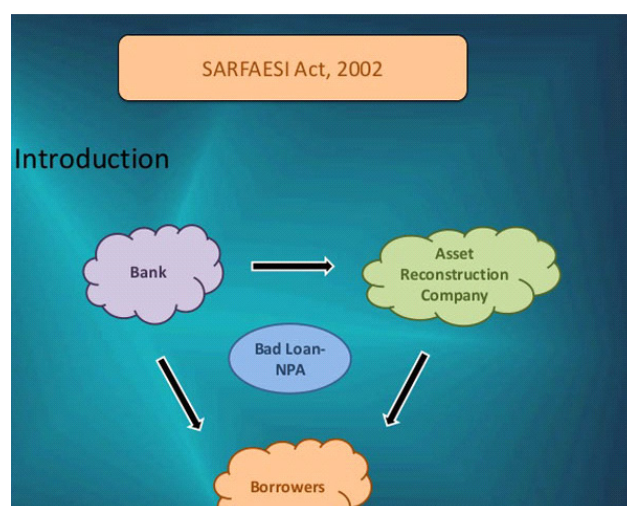 SARFAESI Act, 2002
Introduction
Bank
Asset
Reconstruction
Company
Bad Loan-
NPA
Borrowers